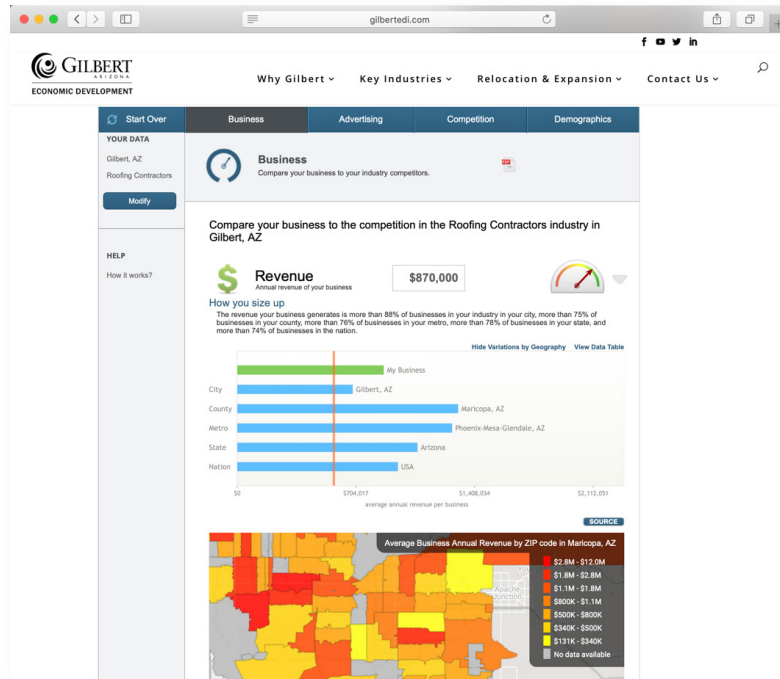 gilbertedi.com
GILBERT
ARIZONA
ECONOMIC DEVELOPMENT
Why Gilbert
Key Industries
Relocation & Expansion
Contact Us
Start Over
Business
Advertising
Competition
Demographics
YOUR DATA
Gilbert, AZ
Roofing Contractors
Modify
HELP
How it works?
Business
Compare your business to your industry competitors.
PDF
Compare your business to the competition in the Roofing Contractors industry in
Gilbert, AZ
Revenue
Annual revenue of your business
$870,000
How you size up
The revenue your business generates is more than 88% of businesses in your industry in your city, more than 75% of
businesses in your county, more than 76% of businesses in your metro, more than 78% of businesses in your state, and
more than 74% of businesses in the nation.
Hide Variations by Geography View Data Table
My Business
City Gilbert, AZ
County Maricopa, AZ
Metro Phoenix-Mesa-Glendale, AZ
State Arizona
Nation USA
$0 $704,017 $1,408,034 $2,112,051
average annual revenue per business
SOURCE
Average Business Annual Revenue by ZIP code in Maricopa, AZ
$2.8M - $12.0M
$1.8M - $2.8M
$1.1M - $1.8M
$800K - $1.1M
$500K - $800K
$340K - $500K
$131K - $340K
No data available
Apache
Junction